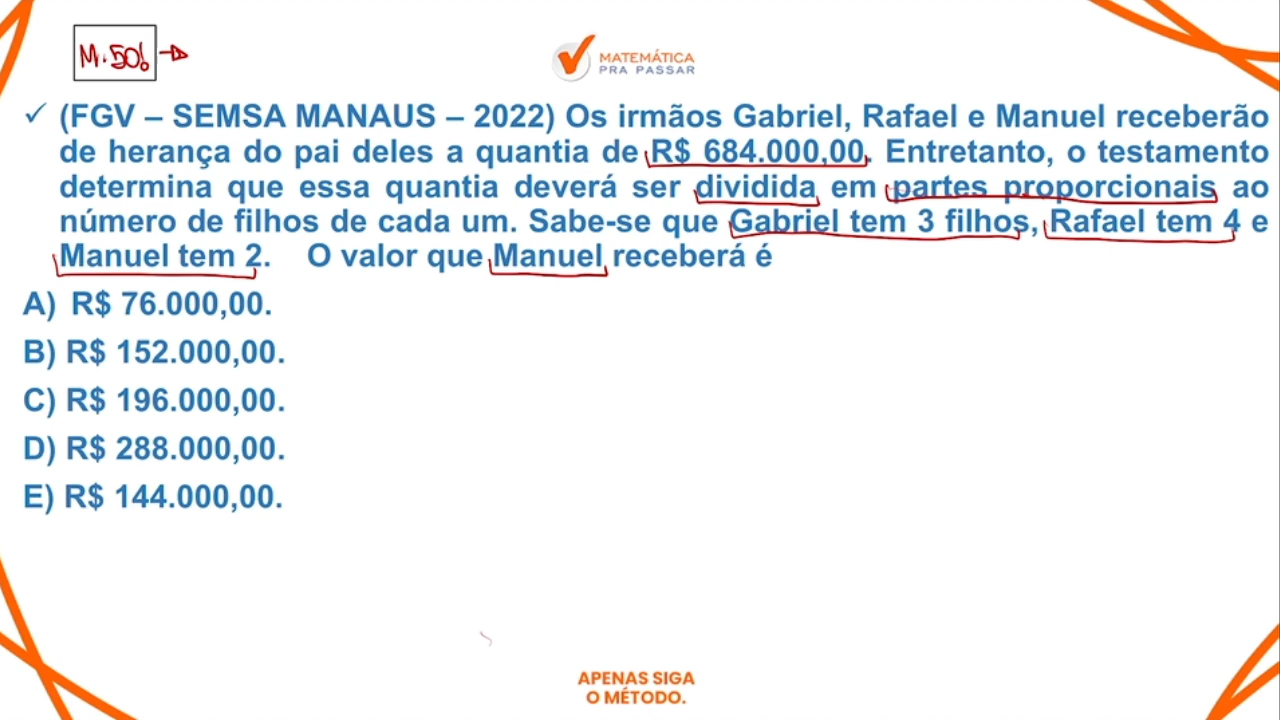 M.50!
MATEMÁTICA
PRA PASSAR
✓ (FGV – SEMSA MANAUS – 2022) Os irmãos Gabriel, Rafael e Manuel receberão
de herança do pai deles a quantia de R$ 684.000,00. Entretanto, o testamento
determina que essa quantia deverá ser dividida em partes proporcionais ao
número de filhos de cada um. Sabe-se que Gabriel tem 3 filhos, Rafael tem 4 e
Manuel tem 2. O valor que Manuel receberá é
A) R$ 76.000,00.
B) R$ 152.000,00.
C) R$ 196.000,00.
D) R$ 288.000,00.
E) R$ 144.000,00.
APENAS SIGA
O MÉTODO.